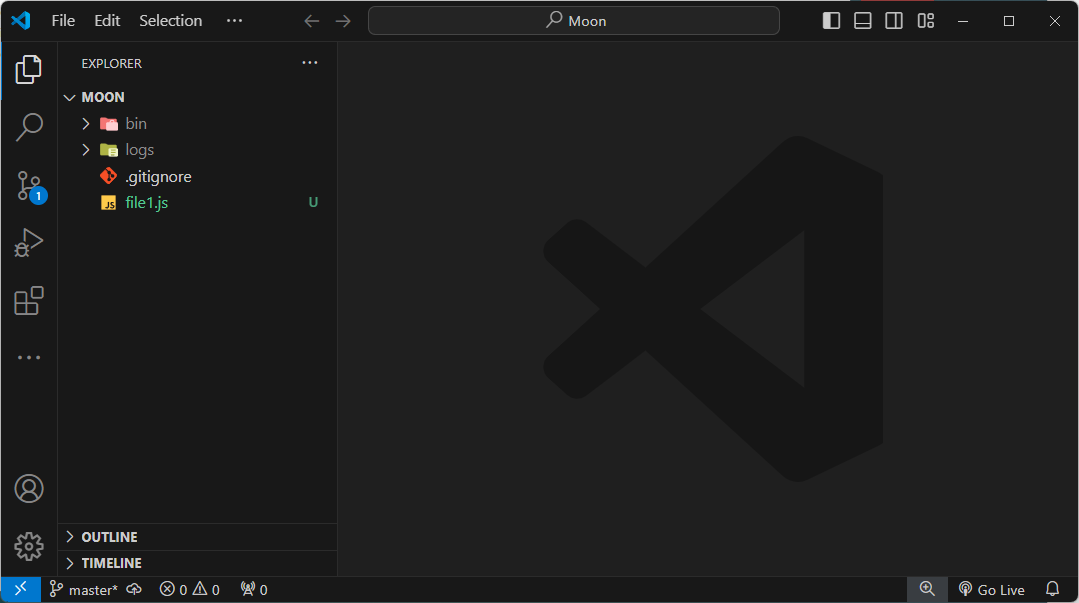 File Edit Selection ··· Moon
EXPLORER ···
MOON
bin
logs
.gitignore
JS file1.js U
1
OUTLINE
TIMELINE
master* 0 0 0 Go Live